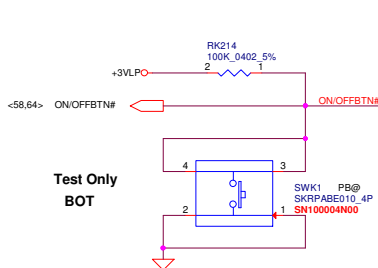 RK214
100K_0402_5%
+3VLP
2
1
<58,64>
ON/OFFBTN#
ON/OFFBTN#
4
3
Test Only
BOT
2
1
SWK1 PB@
SKRPABE010_4P
SN100004N00